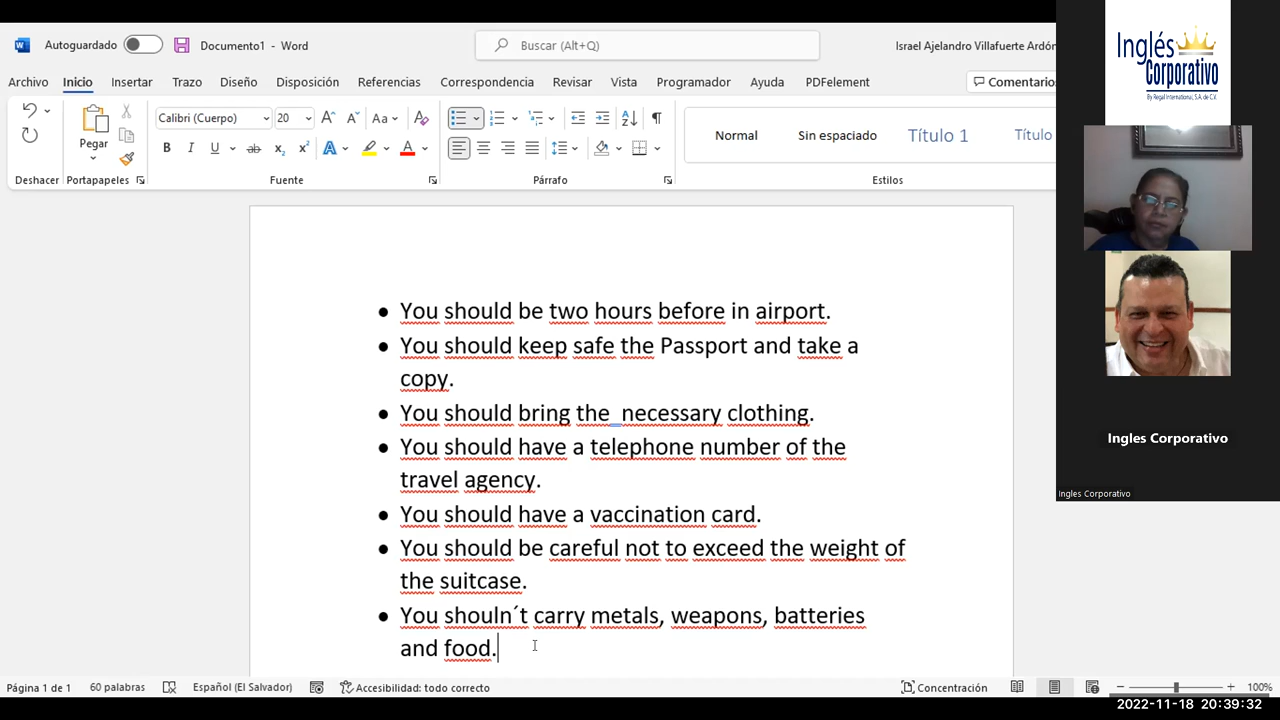 Autoguardado Documento1 - Word Buscar (Alt+Q) Israel Ajelandro Villafuerte Ardón
Archivo Inicio Insertar Trazo Diseño Disposición Referencias Correspondencia Revisar Vista Programador Ayuda PDFelement Comentarios
Pegar
Calibri (Cuerpo) 20
Normal Sin espaciado Título 1 Título
Deshacer Portapapeles Fuente Párrafo Estilos
Inglés
Corporativo
By Regal International, S.A. de C.V.
• You should be two hours before in airport.
• You should keep safe the Passport and take a
copy.
• You should bring the necessary clothing.
• You should have a telephone number of the
travel agency.
• You should have a vaccination card.
• You should be careful not to exceed the weight of
the suitcase.
• You shouln´t carry metals, weapons, batteries
and food.
Ingles Corporativo
Ingles Corporativo
Página 1 de 1 60 palabras Español (El Salvador) Accesibilidad: todo correcto Concentración 100%
2022-11-18 20:39:32